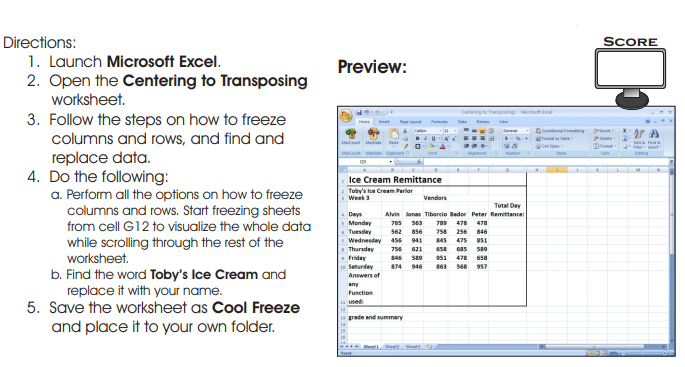 Directions:
1. Launch Microsoft Excel.
2. Open the Centering to Transposing
worksheet.
3. Follow the steps on how to freeze
columns and rows, and find and
replace data.
4. Do the following:
a. Perform all the options on how to freeze
columns and rows. Start freezing sheets
from cell G12 to visualize the whole data
while scrolling through the rest of the
worksheet.
b. Find the word Toby's Ice Cream and
replace it with your name.
5. Save the worksheet as Cool Freeze
and place it to your own folder.
SCORE
Preview:
Centering to Transposing - Microsoft Excel
Home Insert Page Layout Formulas Data Review View
Ice Cream Remittance
Toby's Ice Cream Parlor
Week 3 Vendors
Total Day
Days Alvin Jonas Tiborcio Bador Peter Remittance:
Monday 765 563 789 478 478
Tuesday 562 856 758 256 846
Wednesday 456 941 845 475 851
Thursday 756 621 658 685 589
Friday 846 589 951 478 658
Saturday 874 946 863 568 957
Answers of
any
Function
used:
grade and summary
Sheet1 Sheet2 Sheet3
Ready